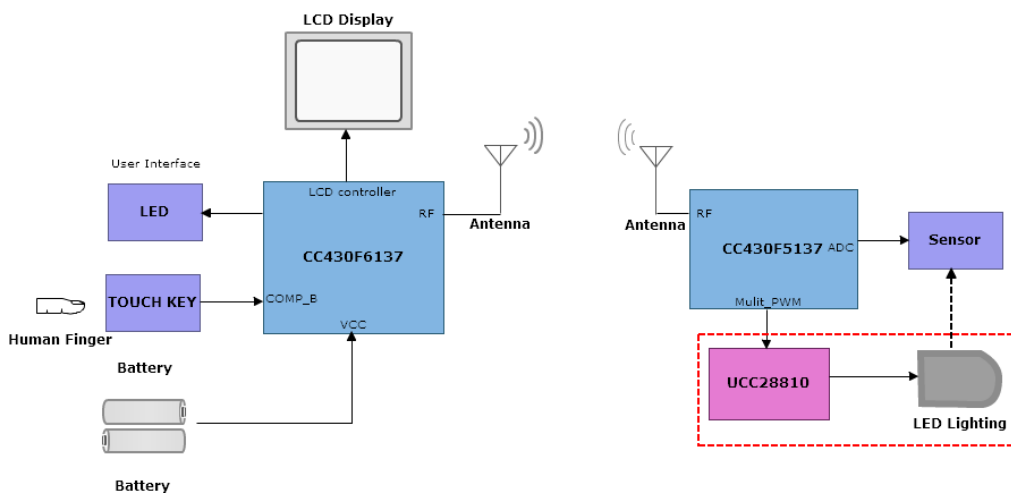 LCD Display
User Interface
LED
LCD controller
RF
Antenna
CC430F6137
TOUCH KEY
COMP_B
VCC
Human Finger
Battery
Battery
Antenna
RF
CC430F5137
ADC
Sensor
Mulit_PWM
UCC28810
LED Lighting